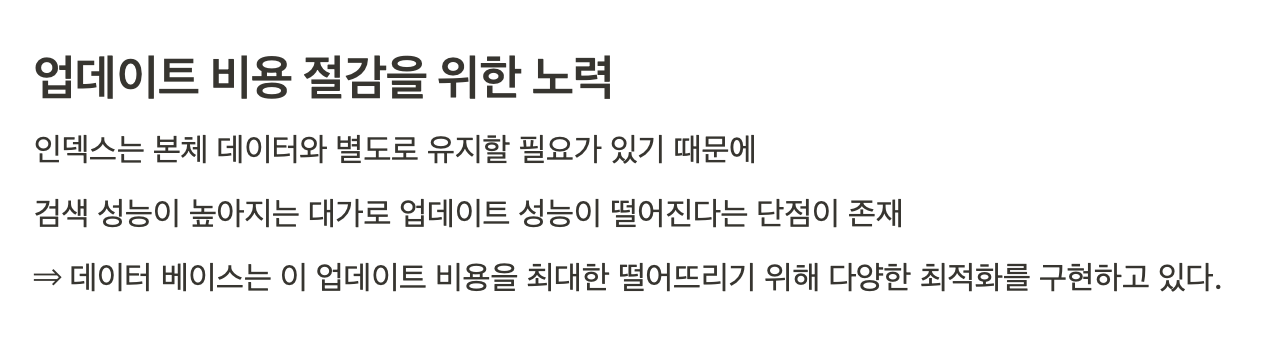 업데이트 비용 절감을 위한 노력
인덱스는 본체 데이터와 별도로 유지할 필요가 있기 때문에
검색 성능이 높아지는 대가로 업데이트 성능이 떨어진다는 단점이 존재
⇒ 데이터 베이스는 이 업데이트 비용을 최대한 떨어뜨리기 위해 다양한 최적화를 구현하고 있다.